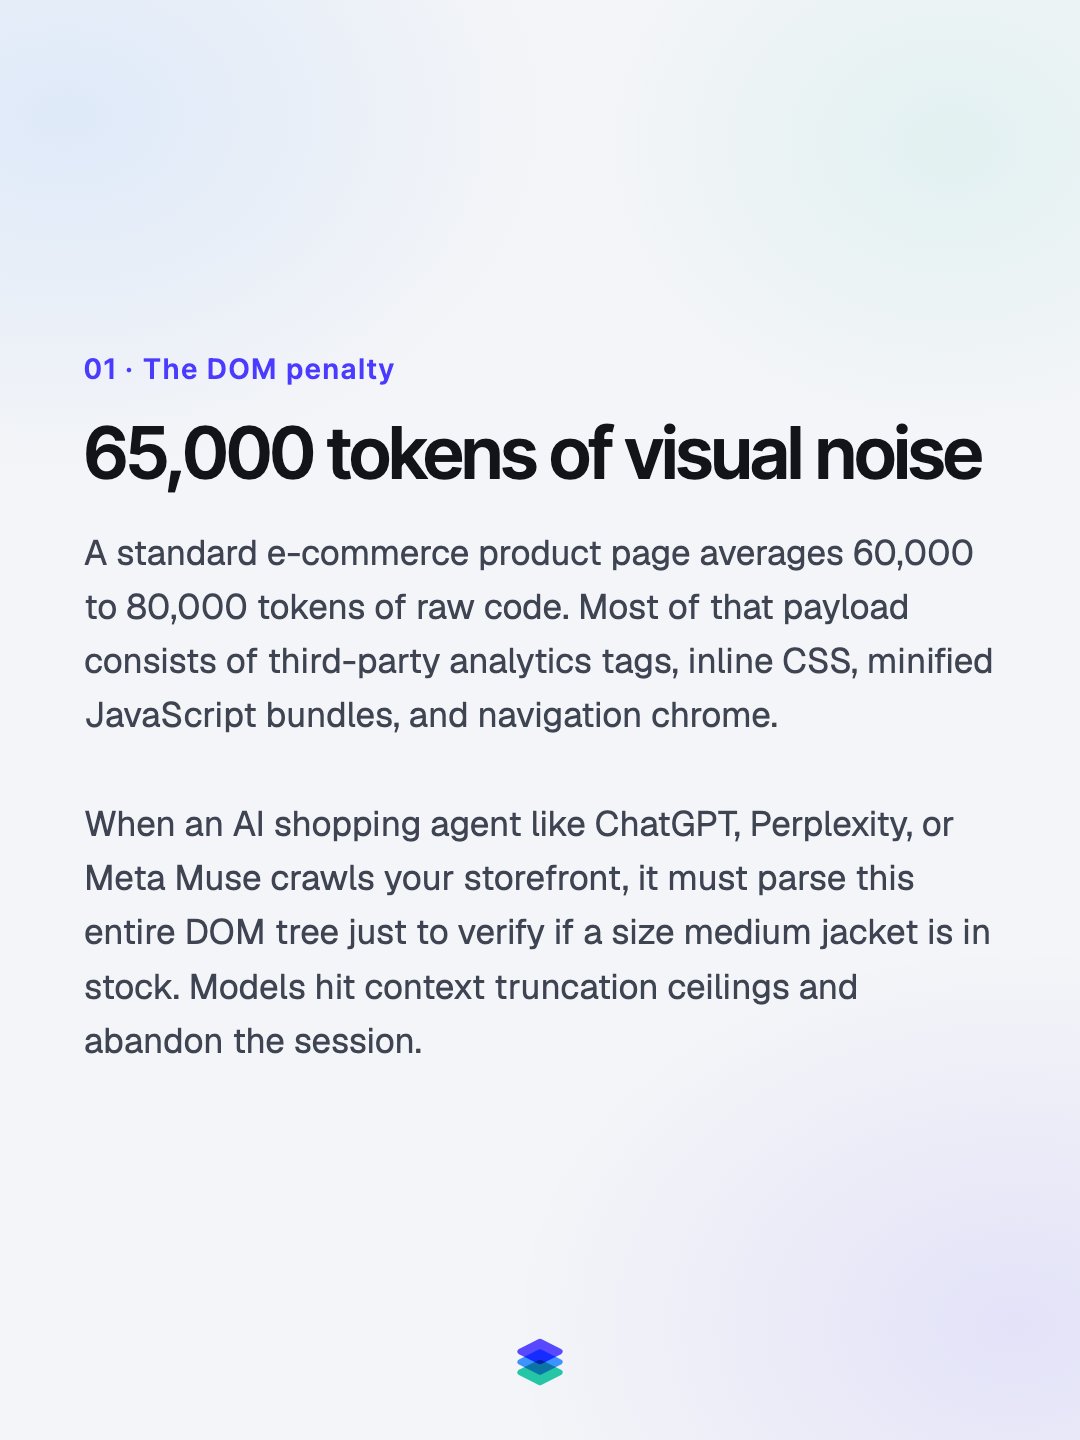 01 · The DOM penalty
65,000 tokens of visual noise
A standard e-commerce product page averages 60,000
to 80,000 tokens of raw code. Most of that payload
consists of third-party analytics tags, inline CSS, minified
JavaScript bundles, and navigation chrome.
When an AI shopping agent like ChatGPT, Perplexity, or
Meta Muse crawls your storefront, it must parse this
entire DOM tree just to verify if a size medium jacket is in
stock. Models hit context truncation ceilings and
abandon the session.